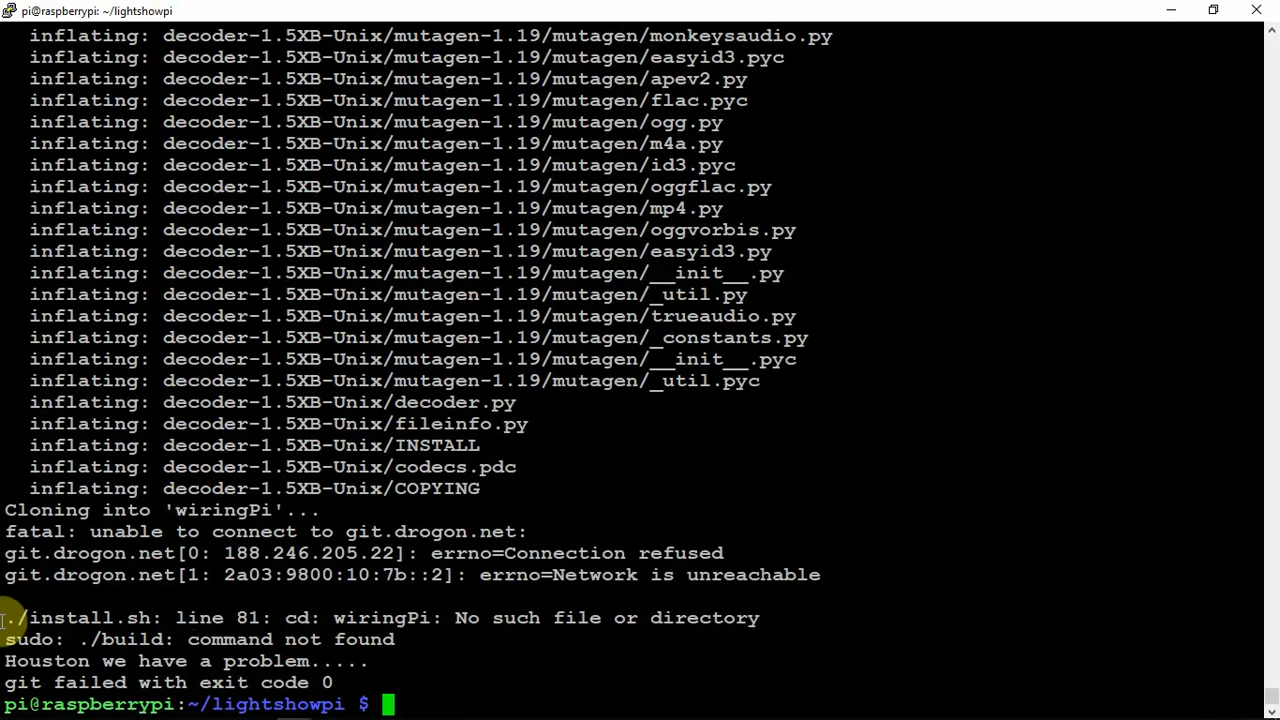 pi@raspberrypi: ~/lightshowpi
inflating: decoder-1.5XB-Unix/mutagen-1.19/mutagen/monkeysaudio.py
inflating: decoder-1.5XB-Unix/mutagen-1.19/mutagen/easyid3.pyc
inflating: decoder-1.5XB-Unix/mutagen-1.19/mutagen/apev2.py
inflating: decoder-1.5XB-Unix/mutagen-1.19/mutagen/flac.pyc
inflating: decoder-1.5XB-Unix/mutagen-1.19/mutagen/ogg.py
inflating: decoder-1.5XB-Unix/mutagen-1.19/mutagen/m4a.py
inflating: decoder-1.5XB-Unix/mutagen-1.19/mutagen/id3.pyc
inflating: decoder-1.5XB-Unix/mutagen-1.19/mutagen/oggflac.py
inflating: decoder-1.5XB-Unix/mutagen-1.19/mutagen/mp4.py
inflating: decoder-1.5XB-Unix/mutagen-1.19/mutagen/oggvorbis.py
inflating: decoder-1.5XB-Unix/mutagen-1.19/mutagen/easyid3.py
inflating: decoder-1.5XB-Unix/mutagen-1.19/mutagen/__init__.py
inflating: decoder-1.5XB-Unix/mutagen-1.19/mutagen/_util.py
inflating: decoder-1.5XB-Unix/mutagen-1.19/mutagen/trueaudio.py
inflating: decoder-1.5XB-Unix/mutagen-1.19/mutagen/_constants.py
inflating: decoder-1.5XB-Unix/mutagen-1.19/mutagen/__init__.pyc
inflating: decoder-1.5XB-Unix/mutagen-1.19/mutagen/_util.pyc
inflating: decoder-1.5XB-Unix/decoder.py
inflating: decoder-1.5XB-Unix/fileinfo.py
inflating: decoder-1.5XB-Unix/INSTALL
inflating: decoder-1.5XB-Unix/codecs.pdc
inflating: decoder-1.5XB-Unix/COPYING
Cloning into 'wiringPi'...
fatal: unable to connect to git.drogon.net:
git.drogon.net[0: 188.246.205.22]: errno=Connection refused
git.drogon.net[1: 2a03:9800:10:7b::2]: errno=Network is unreachable
./install.sh: line 81: cd: wiringPi: No such file or directory
sudo: ./build: command not found
Houston we have a problem.....
git failed with exit code 0
pi@raspberrypi:~/lightshowpi $